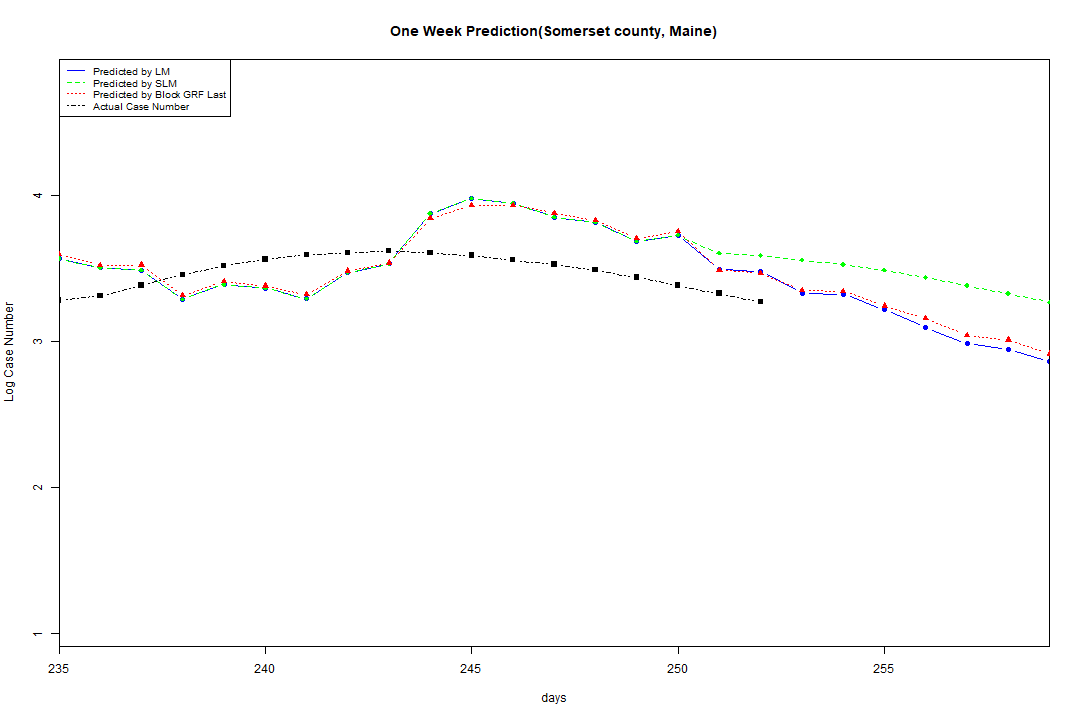 One Week Prediction(Somerset county, Maine)
Predicted by LM
Predicted by SLM
Predicted by Block GRF Last
Actual Case Number
4
3
2
1
Log Case Number
235 240 245 250 255
days